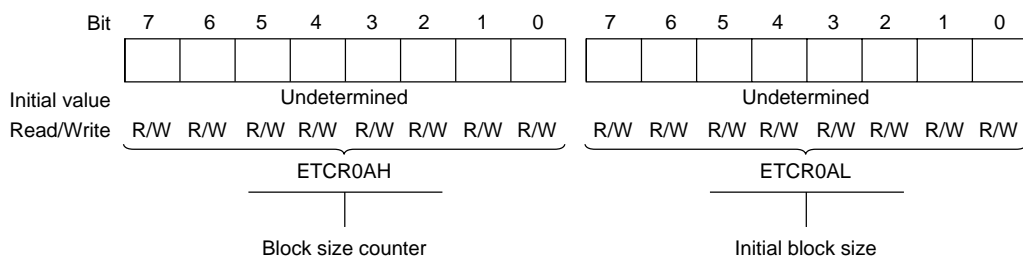 Bit 7 6 5 4 3 2 1 0 7 6 5 4 3 2 1 0
Initial value Undetermined Undetermined
Read/Write R/W R/W R/W R/W R/W R/W R/W R/W R/W R/W R/W R/W R/W R/W R/W R/W
ETCR0AH ETCR0AL
Block size counter Initial block size